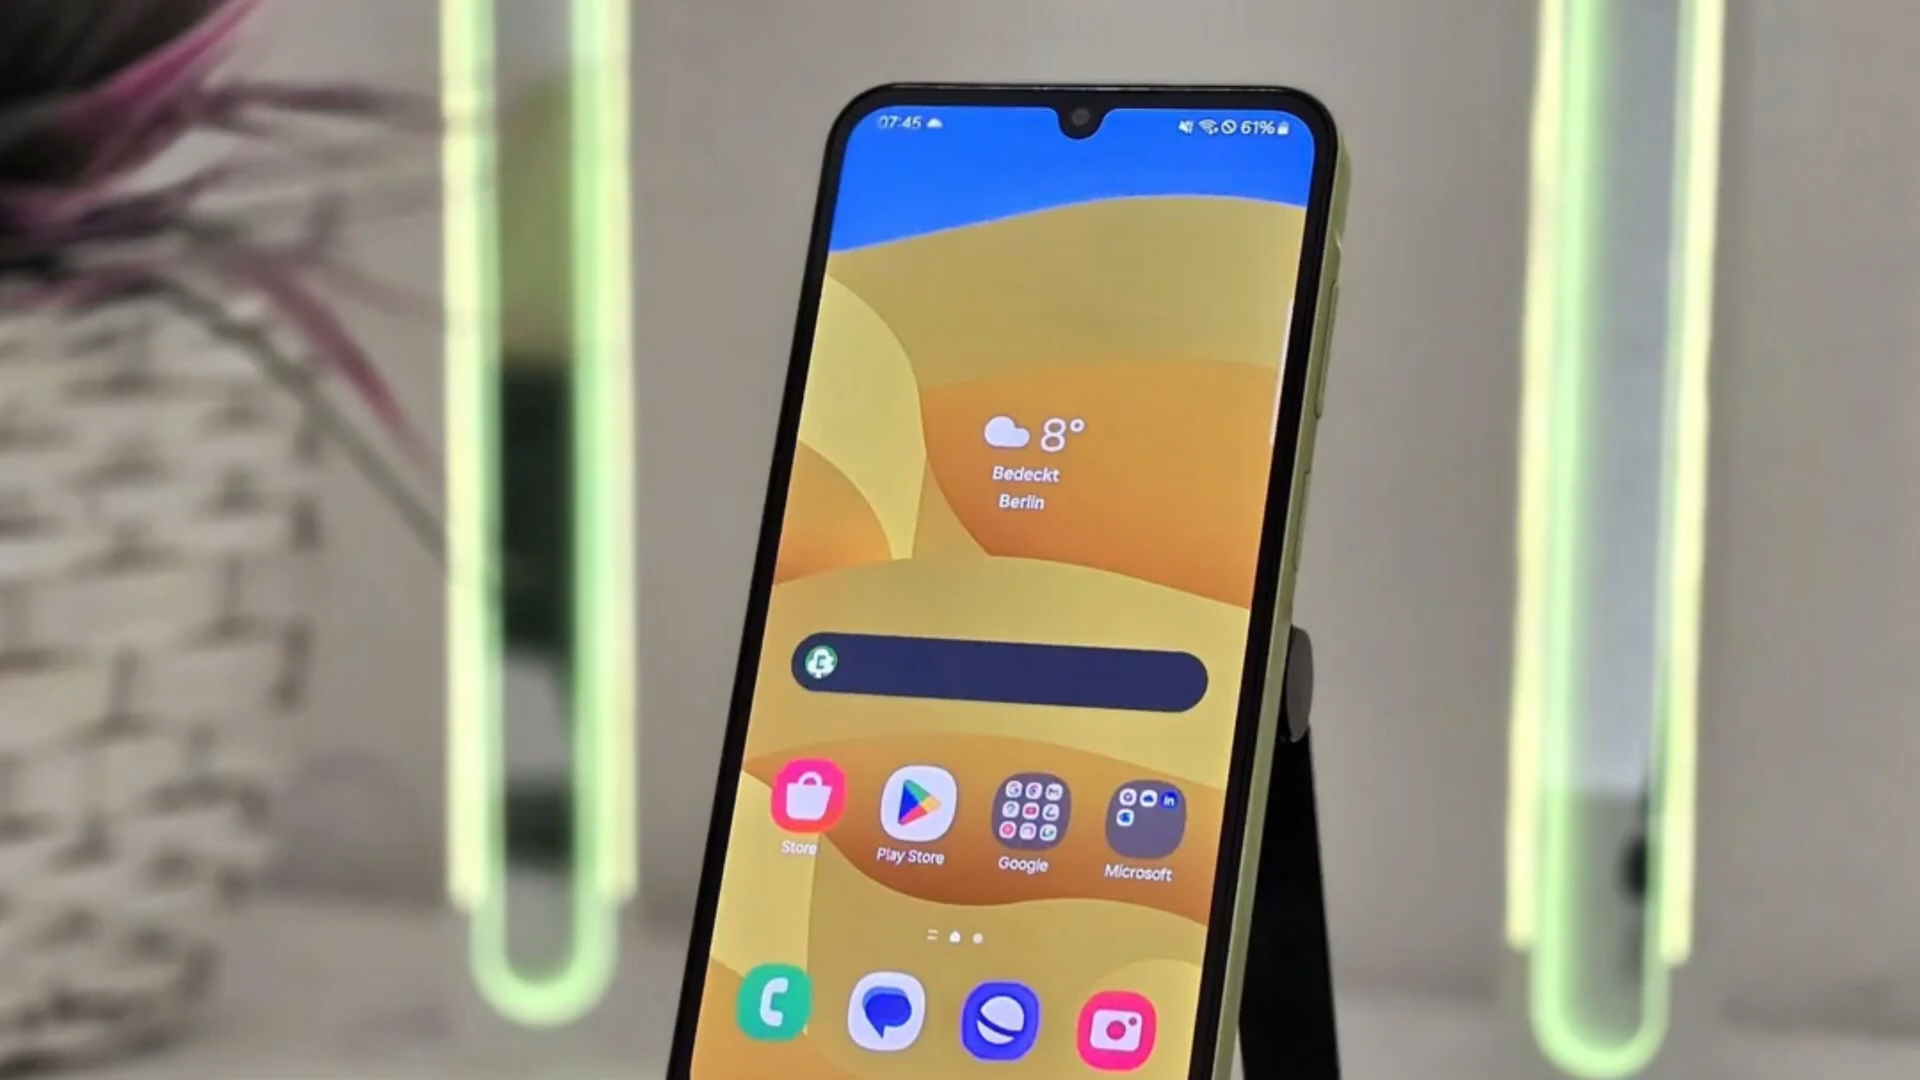 07:45 61%
8°
Bedeckt
Berlin
Store Play Store Google Microsoft